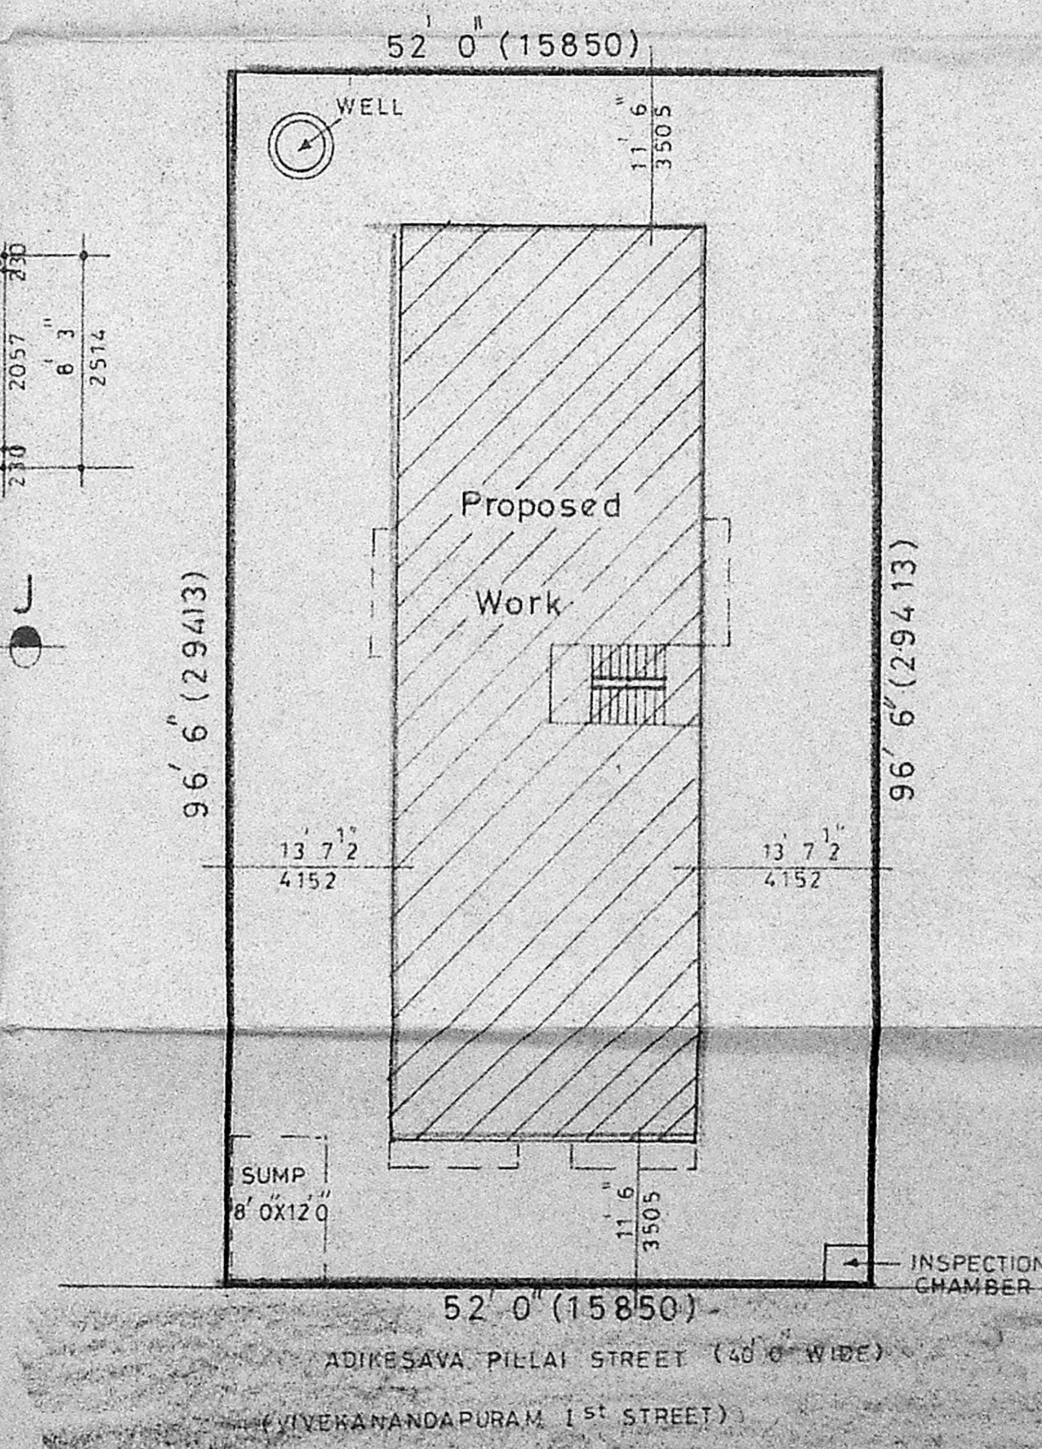 52' 0" (15850)
WELL
11' 6"
3505
230
2057
8' 3"
2514
230
Proposed
Work
96' 6" (29413)
96' 6" (29413)
13' 7 1/2"
4152
13' 7 1/2"
4152
SUMP
8' 0"X12'0"
11' 6"
3505
INSPECTION
CHAMBER
52' 0" (15850)
ADIKESAVA PILLAI STREET (40' 0" WIDE)
(VIVEKANANDAPURAM 1st STREET)